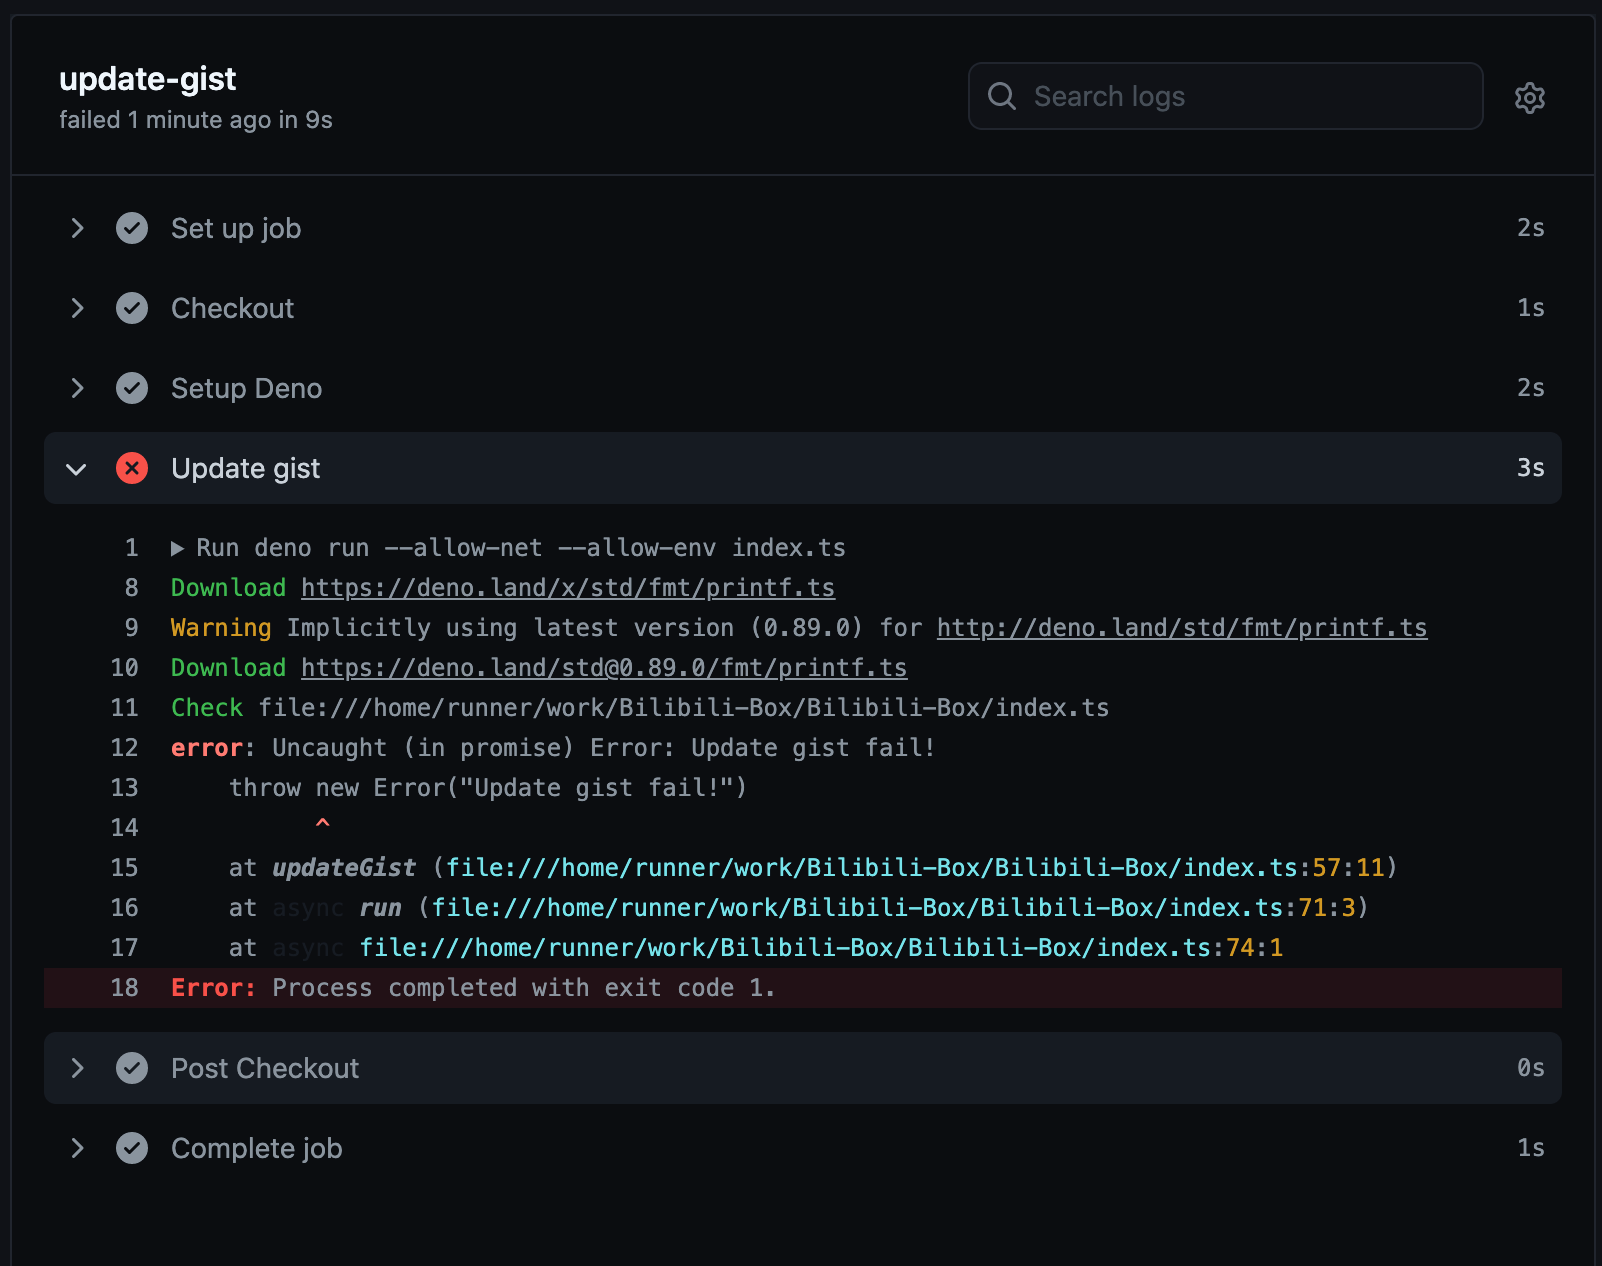 update-gist
failed 1 minute ago in 9s
Search logs
Set up job 2s
Checkout 1s
Setup Deno 2s
Update gist 3s
1 ▶ Run deno run --allow-net --allow-env index.ts
8 Download https://deno.land/x/std/fmt/printf.ts
9 Warning Implicitly using latest version (0.89.0) for http://deno.land/std/fmt/printf.ts
10 Download https://deno.land/std@0.89.0/fmt/printf.ts
11 Check file:///home/runner/work/Bilibili-Box/Bilibili-Box/index.ts
12 error: Uncaught (in promise) Error: Update gist fail!
13 throw new Error("Update gist fail!")
14 ^
15 at updateGist (file:///home/runner/work/Bilibili-Box/Bilibili-Box/index.ts:57:11)
16 at async run (file:///home/runner/work/Bilibili-Box/Bilibili-Box/index.ts:71:3)
17 at async file:///home/runner/work/Bilibili-Box/Bilibili-Box/index.ts:74:1
18 Error: Process completed with exit code 1.
Post Checkout 0s
Complete job 1s